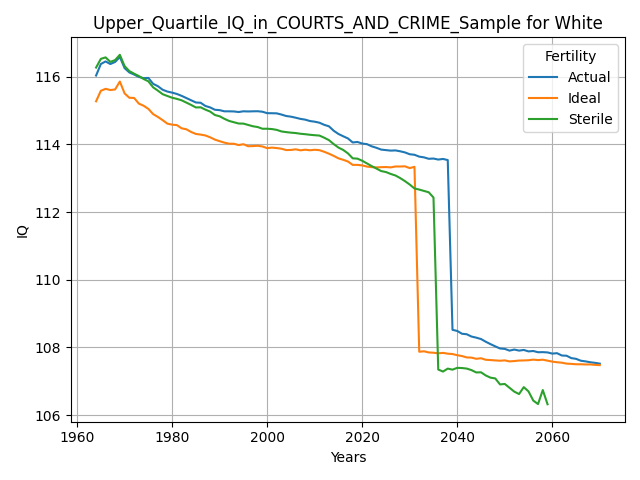 Upper_Quartile_IQ_in_COURTS_AND_CRIME_Sample for White
Fertility
Actual
Ideal
Sterile
116
114
112
110
108
106
IQ
1960
1980
2000
2020
2040
2060
Years